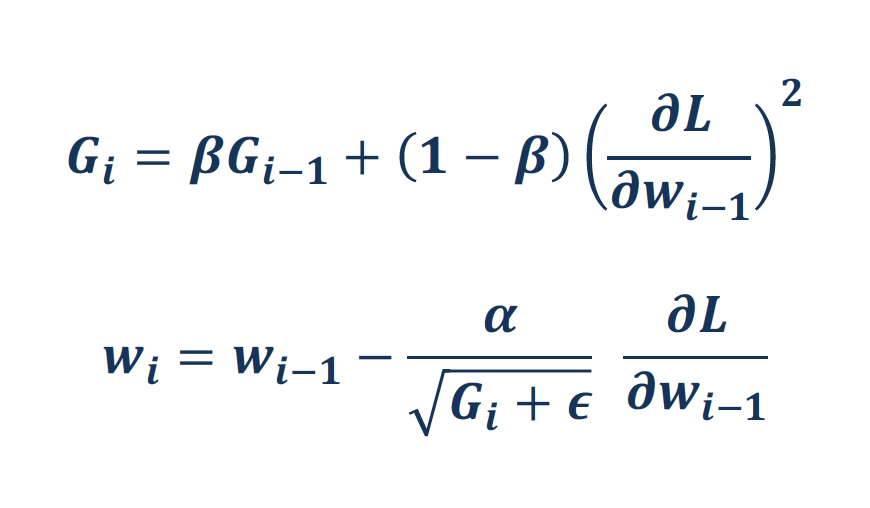 G_i = βG_{i−1} + (1 − β) (∂L/∂w_{i−1})^2
w_i = w_{i−1} − α/√(G_i + ϵ) ∂L/∂w_{i−1}